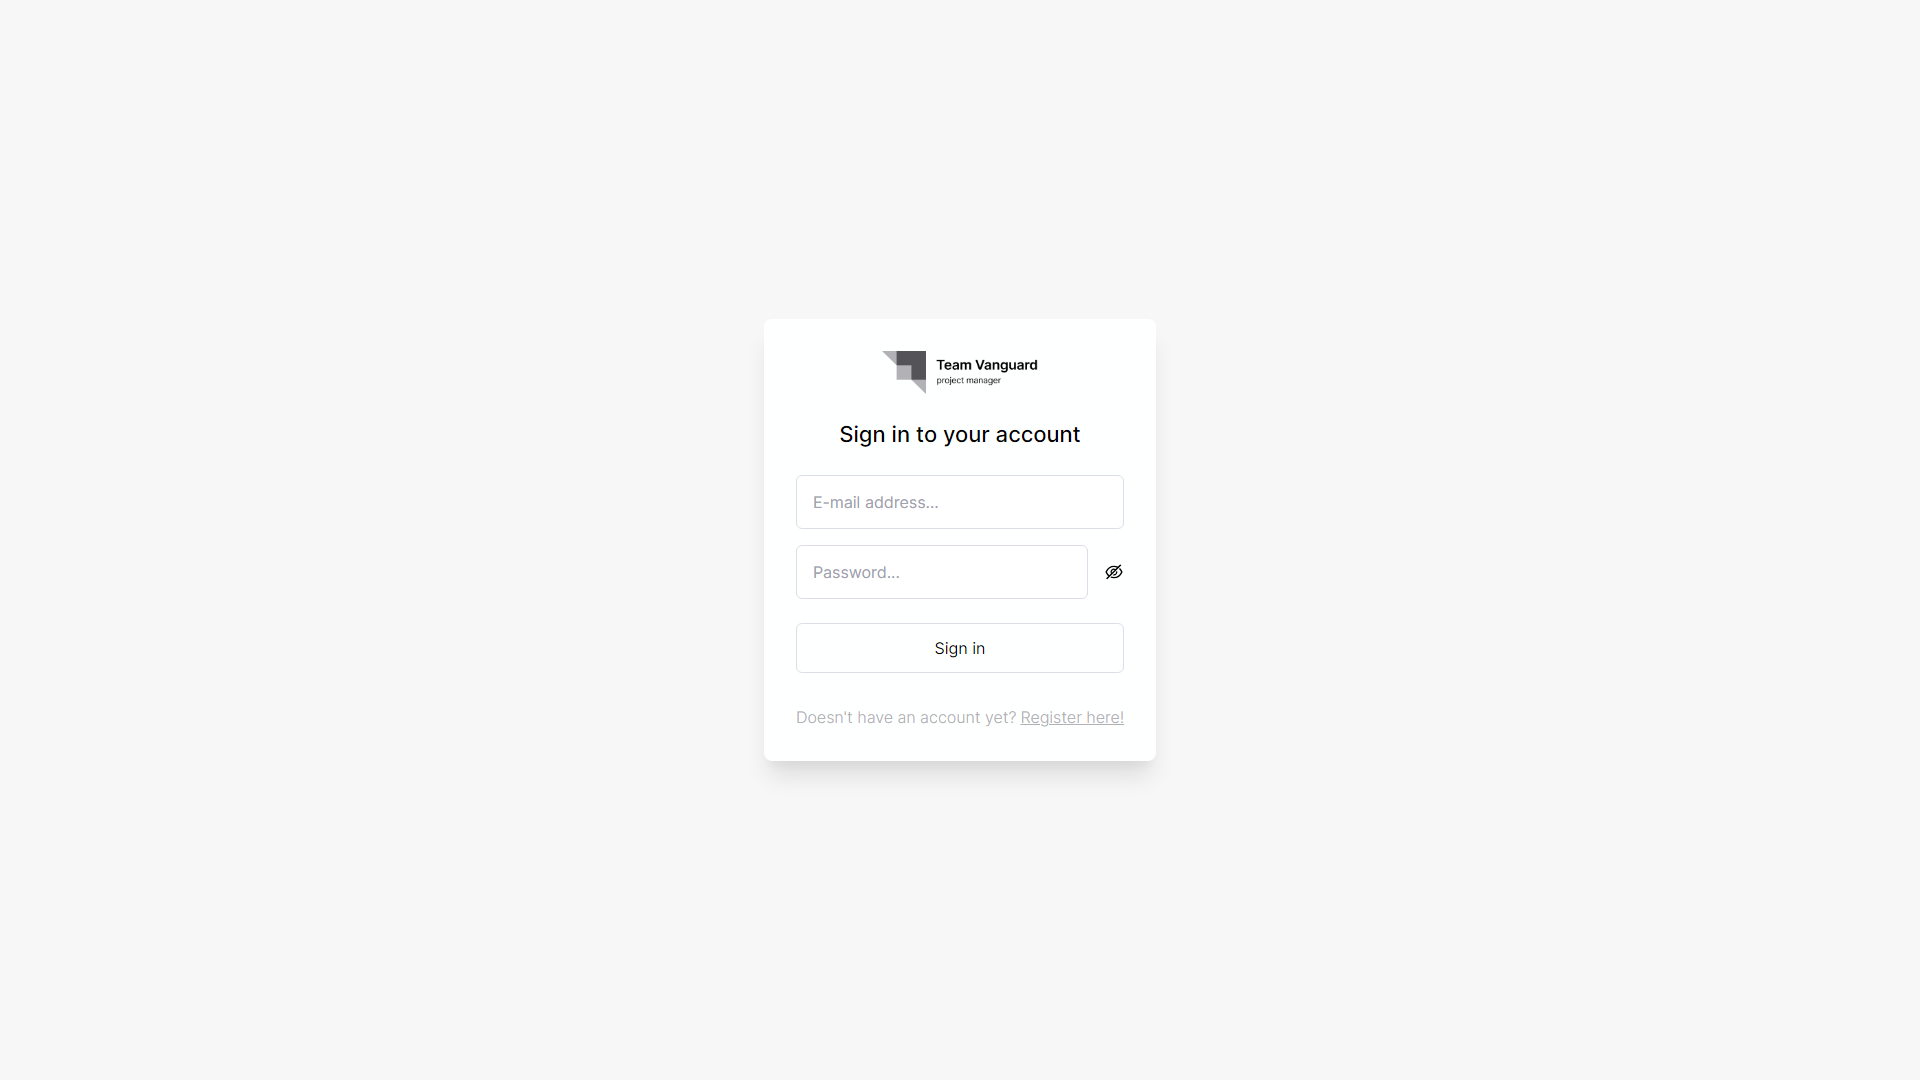 Team Vanguard
project manager
Sign in to your account
E-mail address...
Password...
Sign in
Doesn't have an account yet? Register here!